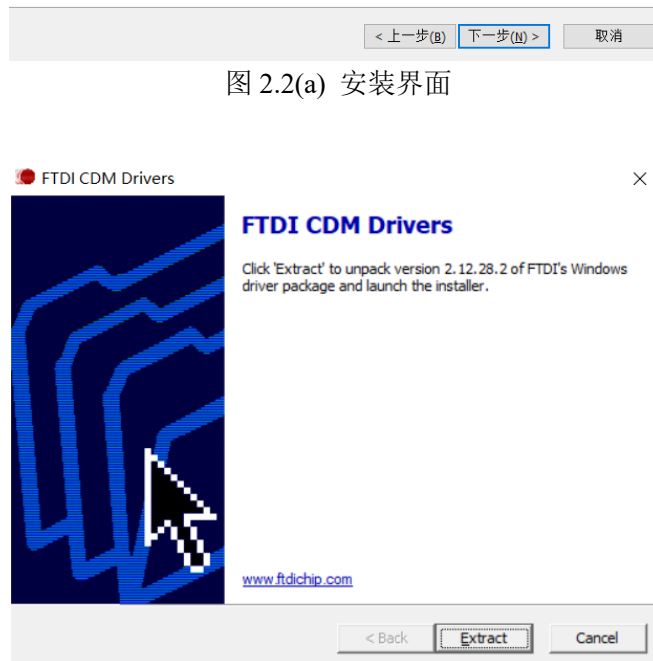 < 上一步(B) 下一步(N) > 取消
图 2.2(a) 安装界面
FTDI CDM Drivers
FTDI CDM Drivers
Click 'Extract' to unpack version 2.12.28.2 of FTDI's Windows
driver package and launch the installer.
www.ftdichip.com
< Back Extract Cancel